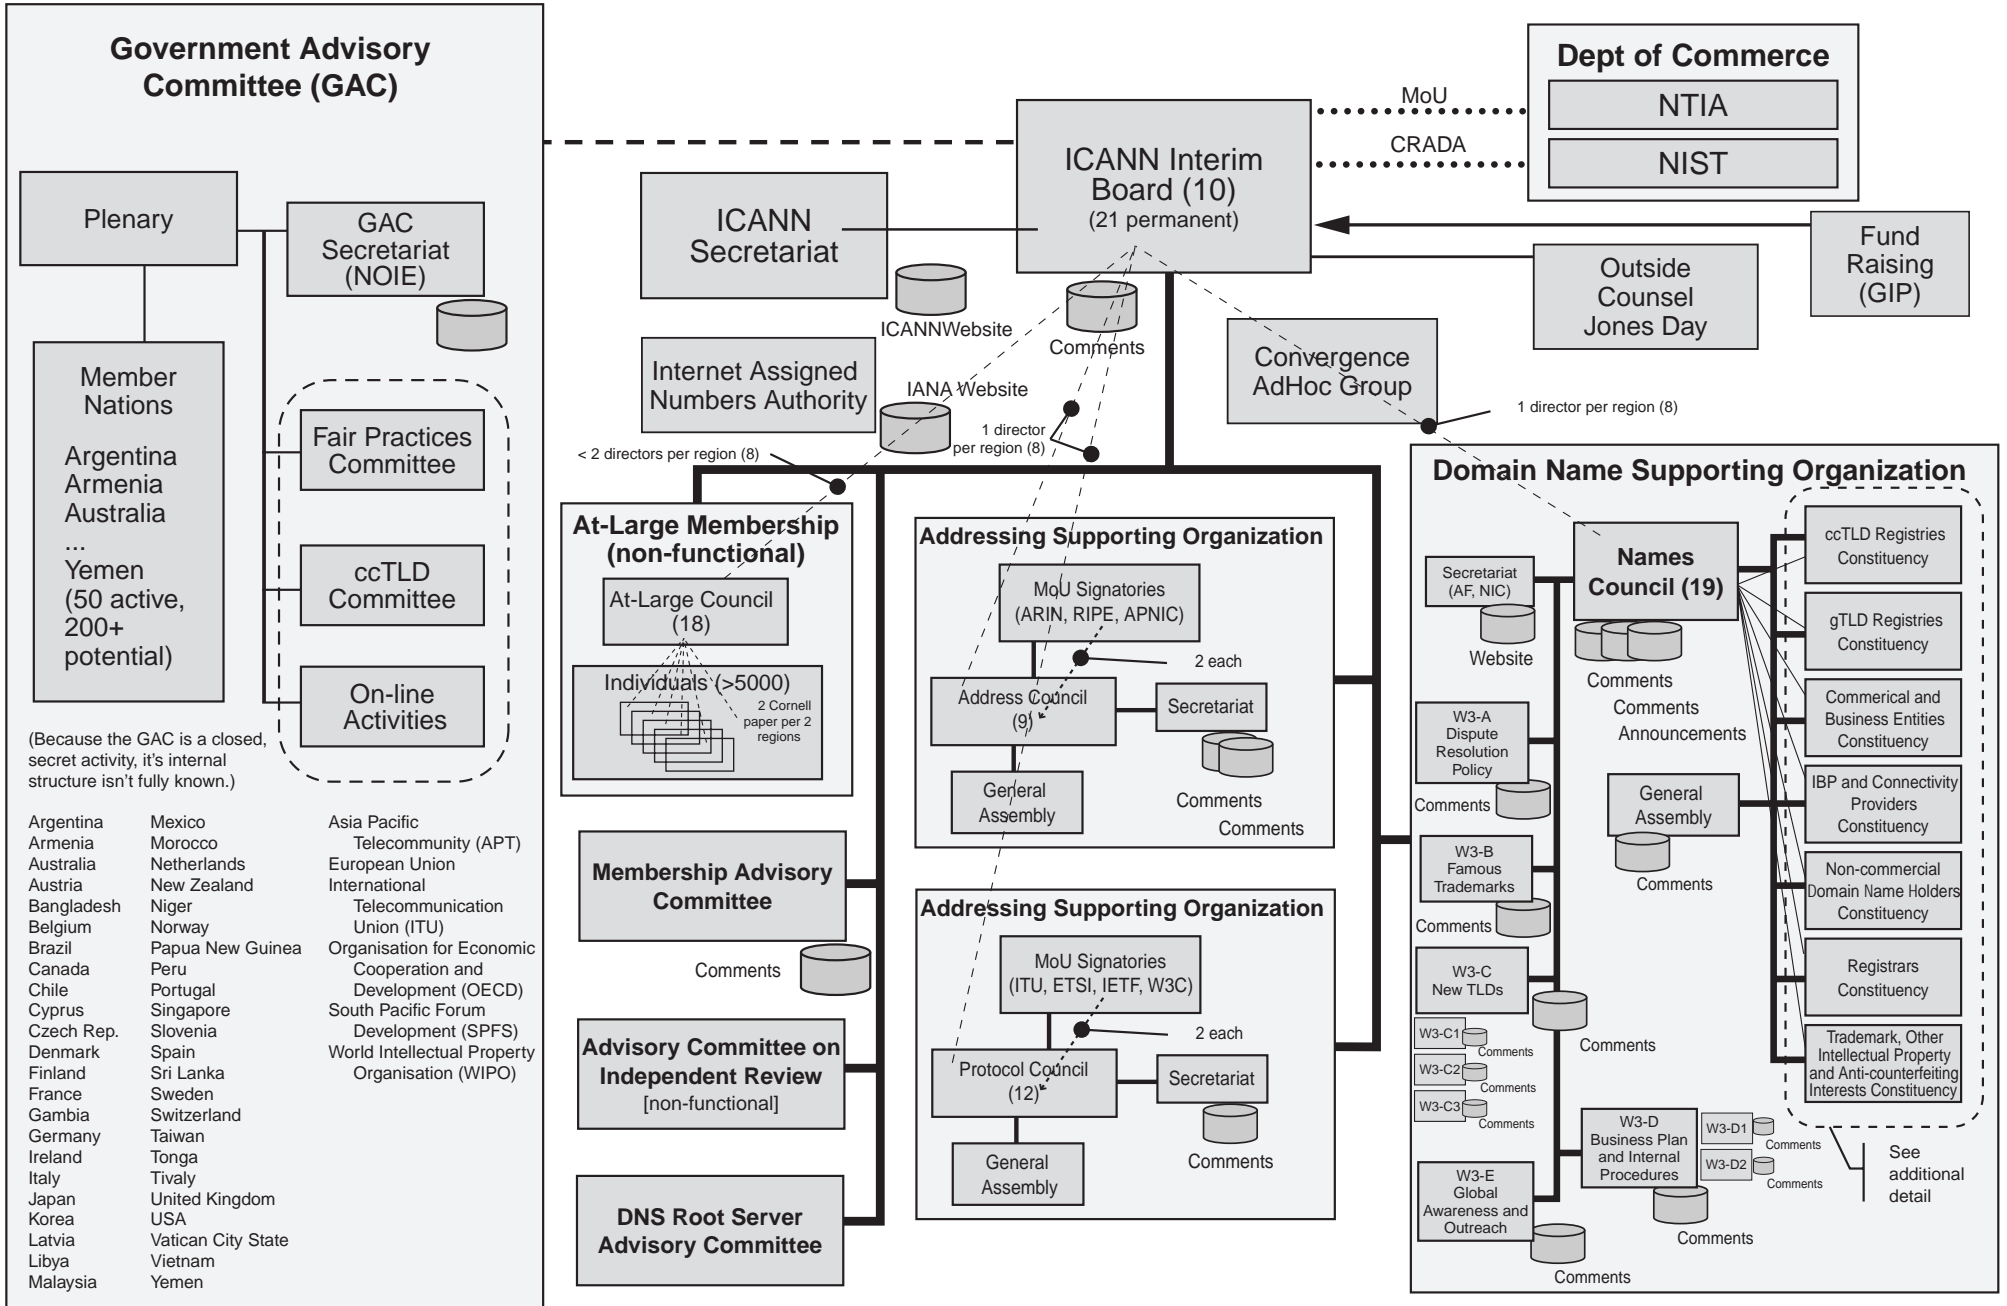 Government Advisory
Committee (GAC)
Plenary
GAC
Secretariat
(NOIE)
Member
Nations
Argentina
Armenia
Australia
...
Yemen
(50 active,
200+
potential)
Fair Practices
Committee
ccTLD
Committee
On-line
Activities
(Because the GAC is a closed,
secret activity, it's internal
structure isn't fully known.)
Argentina
Armenia
Australia
Austria
Bangladesh
Belgium
Brazil
Canada
Chile
Cyprus
Czech Rep.
Denmark
Finland
France
Gambia
Germany
Ireland
Italy
Japan
Korea
Latvia
Libya
Malaysia
Mexico
Morocco
Netherlands
New Zealand
Niger
Norway
Papua New Guinea
Peru
Portugal
Singapore
Slovenia
Spain
Sri Lanka
Sweden
Switzerland
Taiwan
Tonga
Tivaly
United Kingdom
USA
Vatican City State
Vietnam
Yemen
Asia Pacific
Telecommunity (APT)
European Union
International
Telecommunication
Union (ITU)
Organisation for Economic
Cooperation and
Development (OECD)
South Pacific Forum
Development (SPFS)
World Intellectual Property
Organisation (WIPO)
ICANN Interim
Board (10)
(21 permanent)
MoU
CRADA
Dept of Commerce
NTIA
NIST
Fund
Raising
(GIP)
Outside
Counsel
Jones Day
ICANN
Secretariat
ICANNWebsite
Comments
Internet Assigned
Numbers Authority
IANA Website
Convergence
AdHoc Group
1 director per region (8)
1 director
per region (8)
< 2 directors per region (8)
At-Large Membership
(non-functional)
At-Large Council
(18)
Individuals (>5000)
2 Cornell
paper per 2
regions
Membership Advisory
Committee
Comments
Advisory Committee on
Independent Review
[non-functional]
DNS Root Server
Advisory Committee
Addressing Supporting Organization
MoU Signatories
(ARIN, RIPE, APNIC)
2 each
Address Council
(9)
Secretariat
General
Assembly
Comments
Comments
Addressing Supporting Organization
MoU Signatories
(ITU, ETSI, IETF, W3C)
2 each
Protocol Council
(12)
Secretariat
General
Assembly
Comments
Domain Name Supporting Organization
Secretariat
(AF, NIC)
Website
Names
Council (19)
Comments
Comments
Announcements
W3-A
Dispute
Resolution
Policy
Comments
General
Assembly
Comments
W3-B
Famous
Trademarks
Comments
W3-C
New TLDs
Comments
W3-C1
Comments
W3-C2
Comments
W3-C3
Comments
W3-D
Business Plan
and Internal
Procedures
Comments
W3-D1
Comments
W3-D2
Comments
W3-E
Global
Awareness and
Outreach
Comments
ccTLD Registries
Constituency
gTLD Registries
Constituency
Commerical and
Business Entities
Constituency
IBP and Connectivity
Providers
Constituency
Non-commercial
Domain Name Holders
Constituency
Registrars
Constituency
Trademark, Other
Intellectual Property
and Anti-counterfeiting
Interests Constituency
See
additional
detail